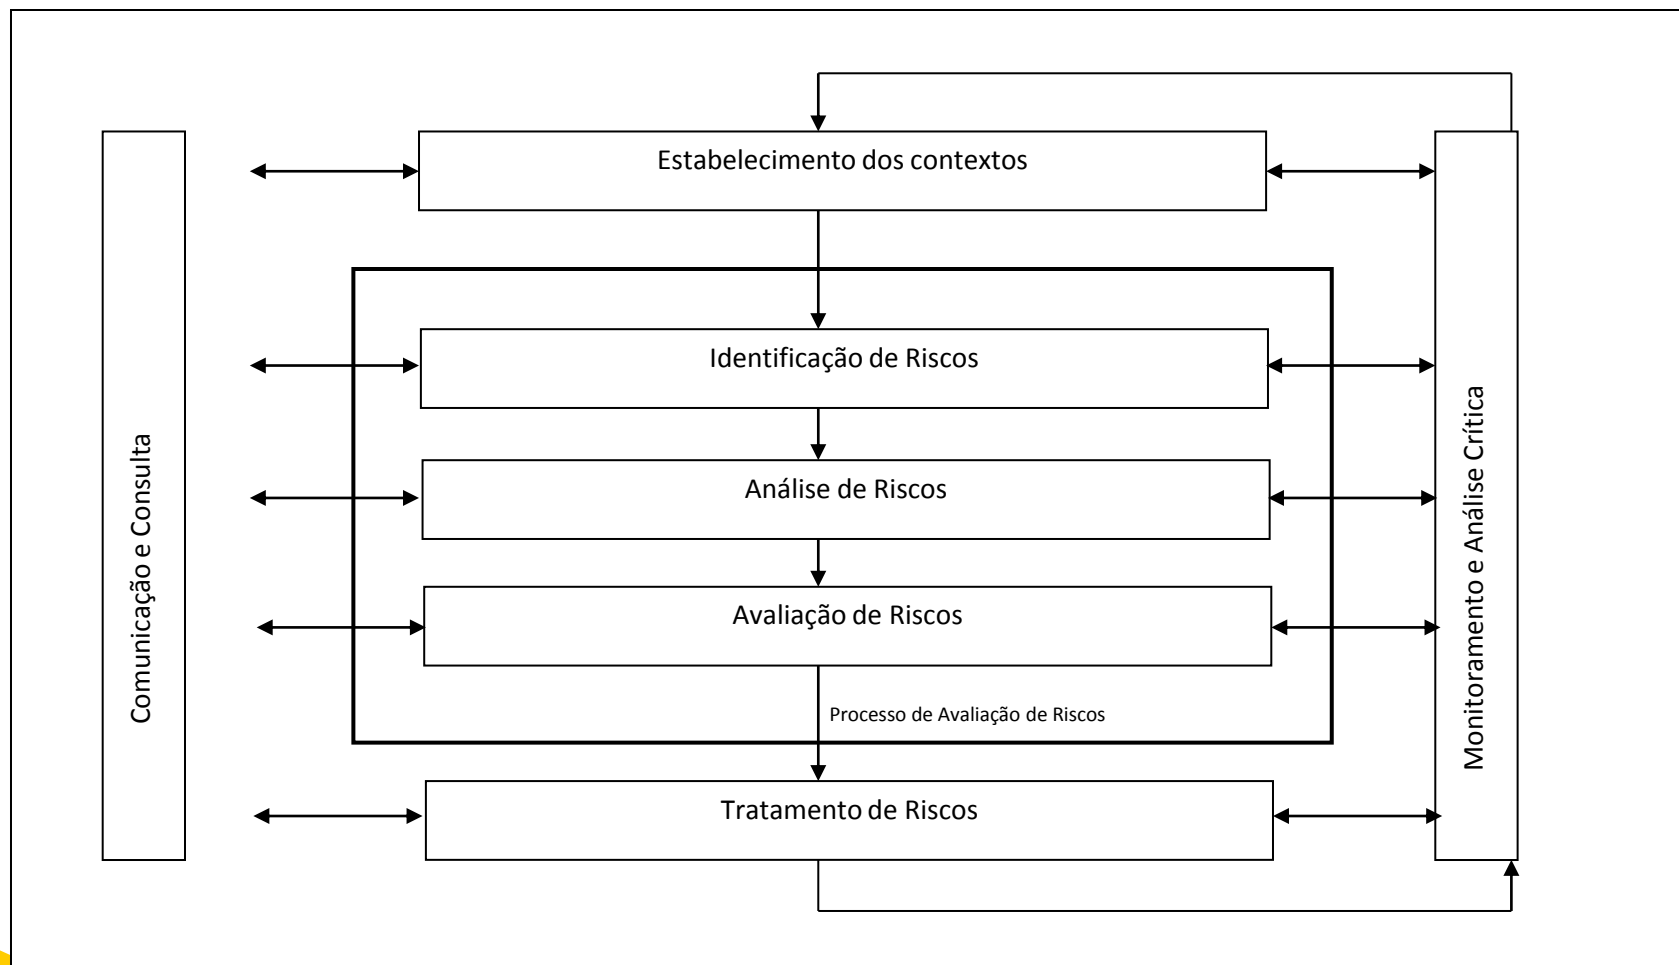 Estabelecimento dos contextos
Identificação de Riscos
Análise de Riscos
Avaliação de Riscos
Processo de Avaliação de Riscos
Tratamento de Riscos
Comunicação e Consulta
Monitoramento e Análise Crítica